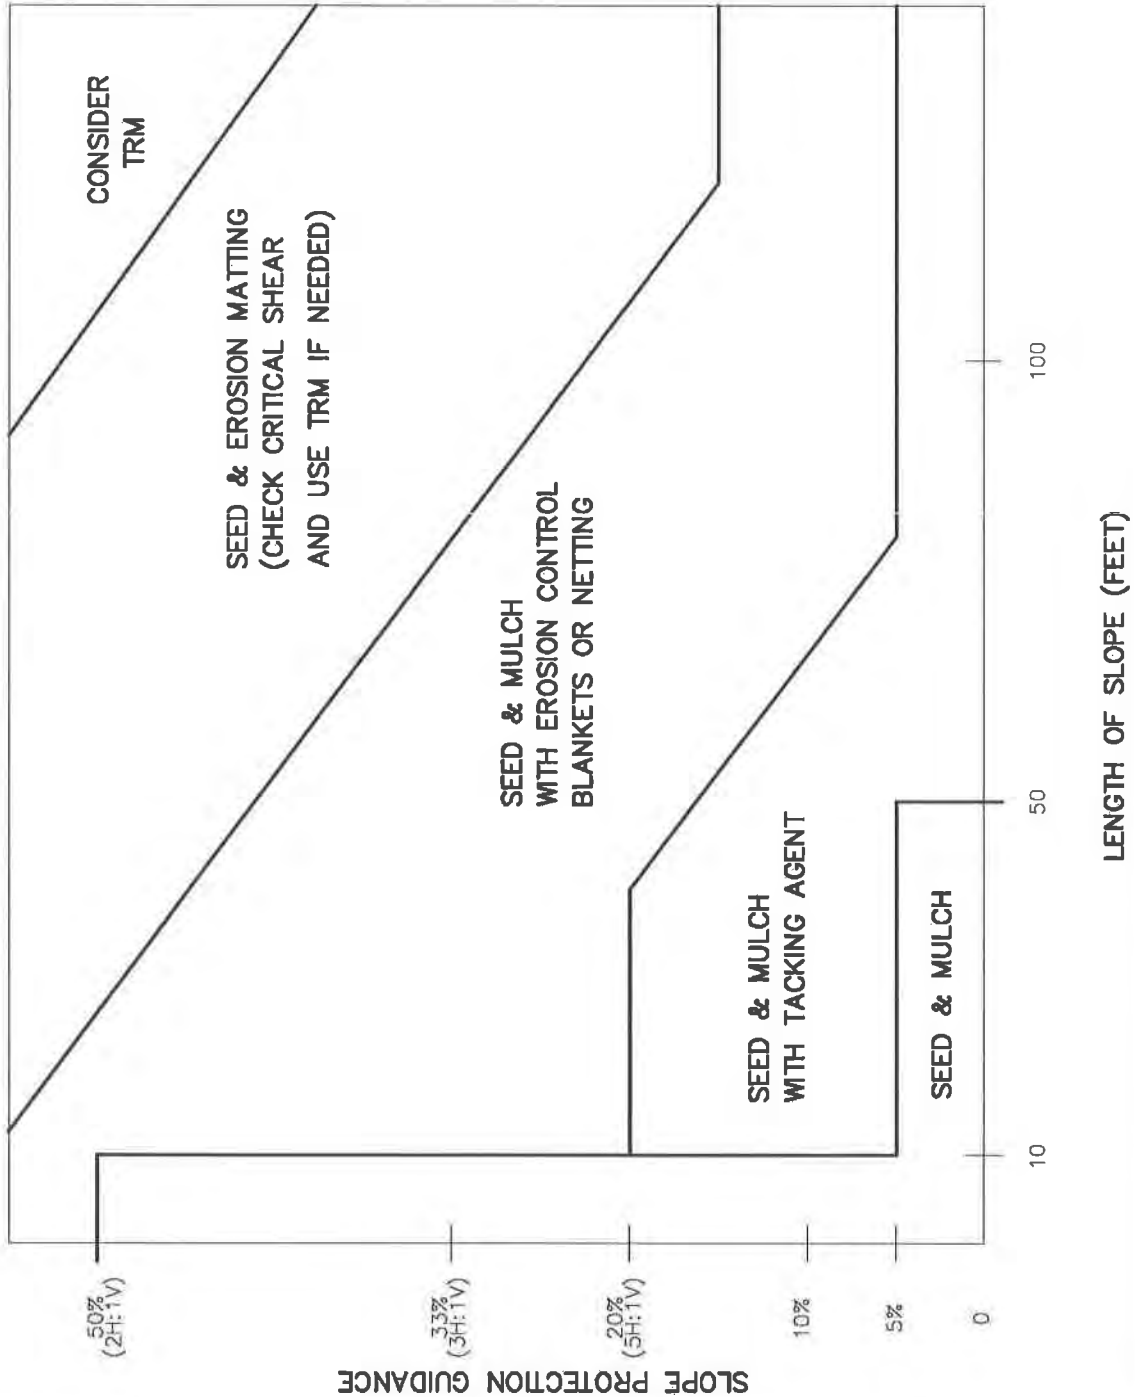 SLOPE PROTECTION GUIDANCE
50%
(2H:1V)
33%
(3H:1V)
20%
(5H:1V)
10%
5%
0
CONSIDER
TRM
SEED & EROSION MATTING
(CHECK CRITICAL SHEAR
AND USE TRM IF NEEDED)
SEED & MULCH
WITH EROSION CONTROL
BLANKETS OR NETTING
SEED & MULCH
WITH TACKING AGENT
SEED & MULCH
10
50
100
LENGTH OF SLOPE (FEET)